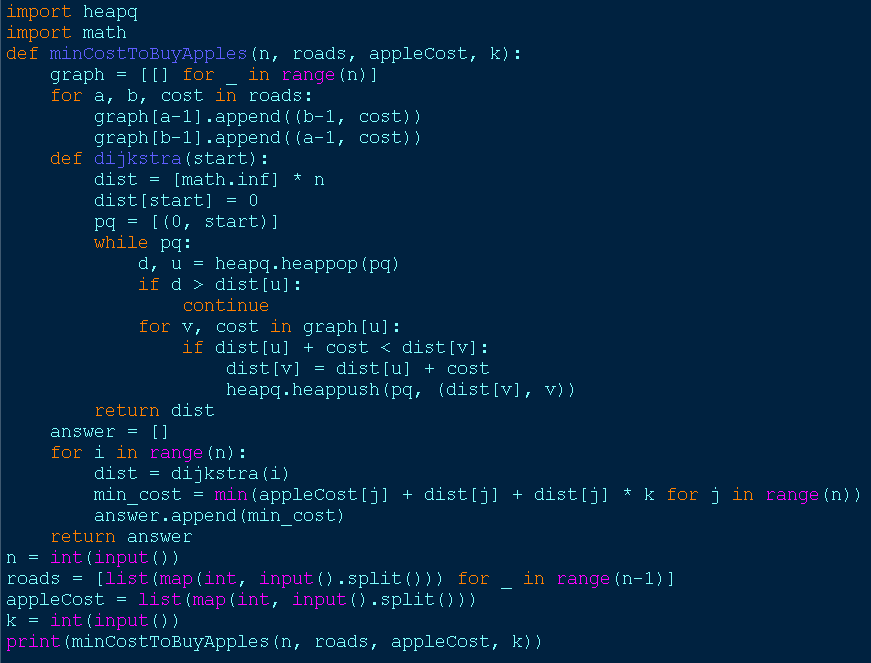 import heapq
import math
def minCostToBuyApples(n, roads, appleCost, k):
    graph = [[] for _ in range(n)]
    for a, b, cost in roads:
        graph[a-1].append((b-1, cost))
        graph[b-1].append((a-1, cost))
    def dijkstra(start):
        dist = [math.inf] * n
        dist[start] = 0
        pq = [(0, start)]
        while pq:
            d, u = heapq.heappop(pq)
            if d > dist[u]:
                continue
            for v, cost in graph[u]:
                if dist[u] + cost < dist[v]:
                    dist[v] = dist[u] + cost
                    heapq.heappush(pq, (dist[v], v))
        return dist
    answer = []
    for i in range(n):
        dist = dijkstra(i)
        min_cost = min(appleCost[j] + dist[j] + dist[j] * k for j in range(n))
        answer.append(min_cost)
    return answer
n = int(input())
roads = [list(map(int, input().split())) for _ in range(n-1)]
appleCost = list(map(int, input().split()))
k = int(input())
print(minCostToBuyApples(n, roads, appleCost, k))